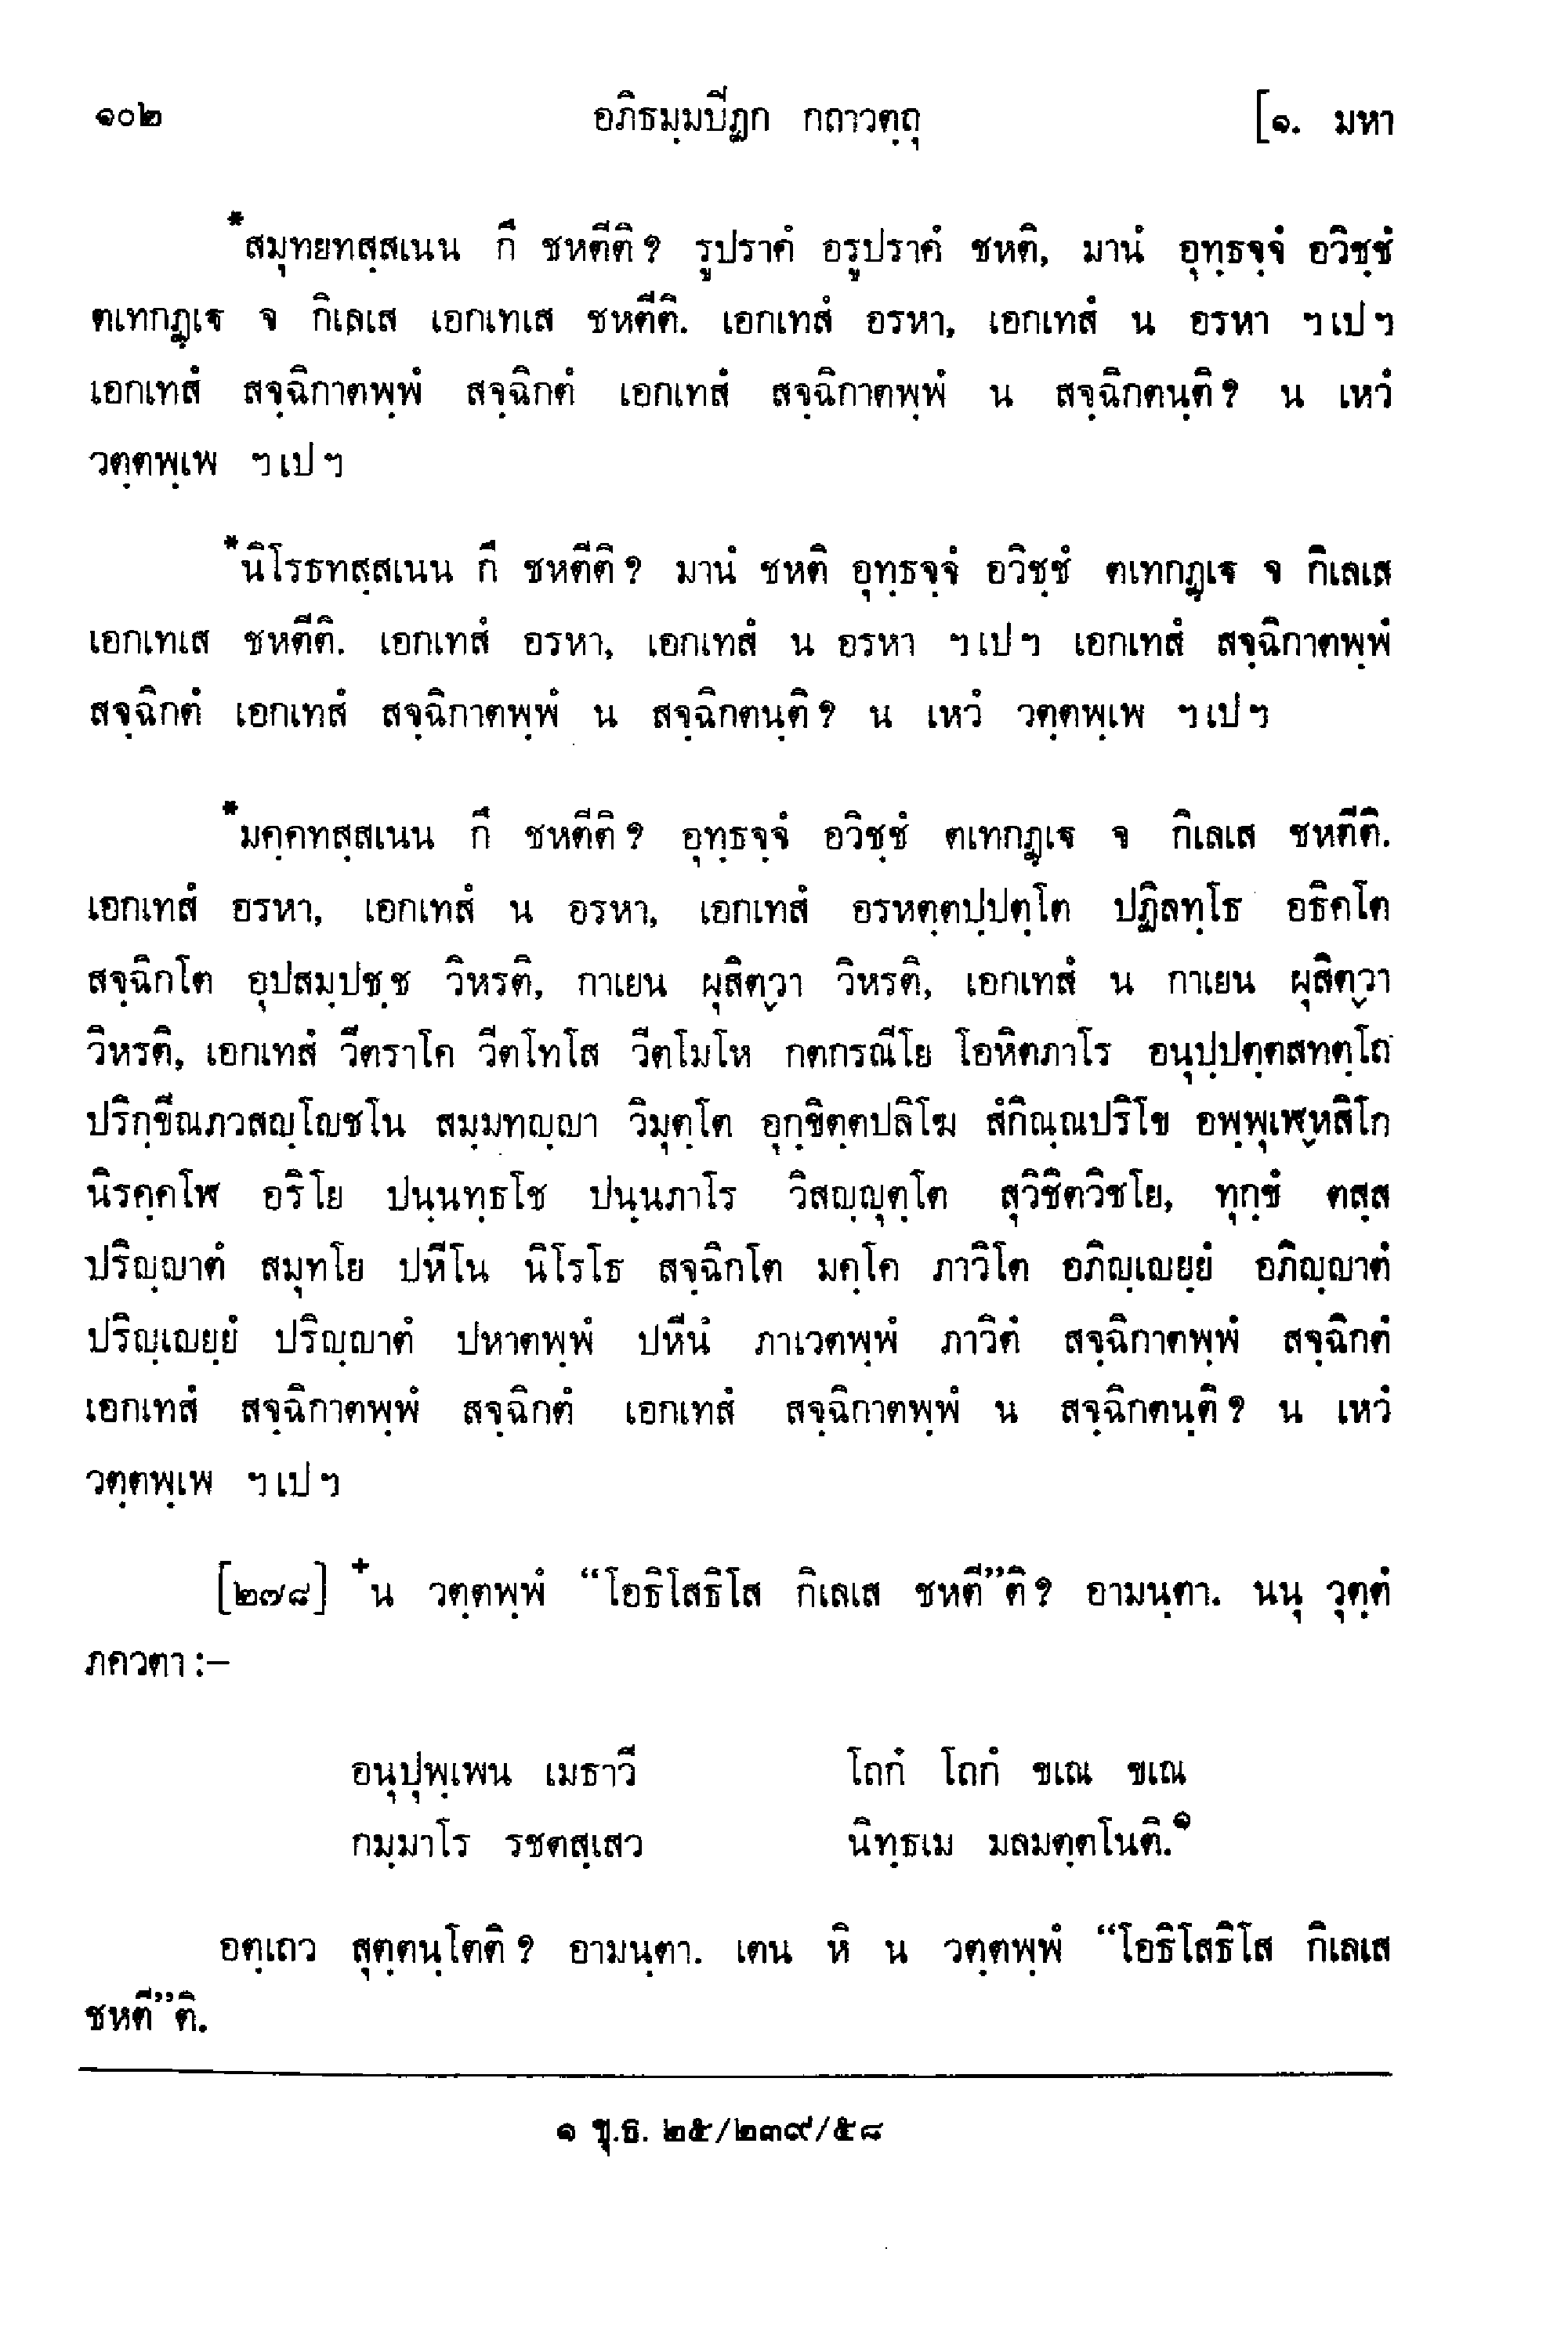 ๑๐๒ อภิธมฺมปิฏก กถาวตฺถุ [๑. มหา
*สมุทยทสฺสเนน กึ ชหตีติ? รูปราคํ อรูปราคํ ชหติ, มานํ อุทฺธจฺจํ อวิชฺชํ
ตเทกฏฺเฐ จ กิเลเส เอกเทเส ชหตีติ. เอกเทสํ อรหา, เอกเทสํ น อรหา ฯเปฯ
เอกเทสํ สจฺฉิกาตพฺพํ สจฺฉิกตํ เอกเทสํ สจฺฉิกาตพฺพํ น สจฺฉิกตนฺติ? น เหวํ
วตฺตพฺเพ ฯเปฯ
*นิโรธทสฺสเนน กึ ชหตีติ? มานํ ชหติ อุทฺธจฺจํ อวิชฺชํ ตเทกฏฺเฐ จ กิเลเส
เอกเทเส ชหตีติ. เอกเทสํ อรหา, เอกเทสํ น อรหา ฯเปฯ เอกเทสํ สจฺฉิกาตพฺพํ
สจฺฉิกตํ เอกเทสํ สจฺฉิกาตพฺพํ น สจฺฉิกตนฺติ? น เหวํ วตฺตพฺเพ ฯเปฯ
*มคฺคทสฺสเนน กึ ชหตีติ? อุทฺธจฺจํ อวิชฺชํ ตเทกฏฺเฐ จ กิเลเส ชหตีติ.
เอกเทสํ อรหา, เอกเทสํ น อรหา, เอกเทสํ อรหตฺตปฺปตฺโต ปฏิลทฺโธ อธิคโต
สจฺฉิกโต อุปสมฺปชฺช วิหรติ, กาเยน ผุสิตฺวา วิหรติ, เอกเทสํ น กาเยน ผุสิตฺวา
วิหรติ, เอกเทสํ วีตราโค วีตโทโส วีตโมโห กตกรณีโย โอหิตภาโร อนุปฺปตฺตสทตฺโถ
ปริกฺขีณภวสญฺโญชโน สมฺมทญฺญา วิมุตฺโต อุกฺขิตฺตปลิโฆ สํกิณฺณปริโข อพฺพุเฬฺหสิโก
นิรคฺคโฬ อริโย ปนฺนทฺธโช ปนฺนภาโร วิสญฺญุตฺโต สุวิชิตวิชโย, ทุกฺขํ ตสฺส
ปริญฺญาตํ สมุทโย ปหีโน นิโรโธ สจฺฉิกโต มคฺโค ภาวิโต อภิญฺเญยฺยํ อภิญฺญาตํ
ปริญฺเญยฺยํ ปริญฺญาตํ ปหาตพฺพํ ปหีนํ ภาเวตพฺพํ ภาวิตํ สจฺฉิกาตพฺพํ สจฺฉิกตํ
เอกเทสํ สจฺฉิกาตพฺพํ สจฺฉิกตํ เอกเทสํ สจฺฉิกาตพฺพํ น สจฺฉิกตนฺติ? น เหวํ
วตฺตพฺเพ ฯเปฯ
[๒๗๘] +น วตฺตพฺพํ “โอธิโสธิโส กิเลเส ชหตี”ติ? อามนฺตา. นนุ วุตฺตํ
ภควตา :–
อนุปุพฺเพน เมธาวี โถกํ โถกํ ขเณ ขเณ
กมฺมาโร รชตสฺเสว นิทฺธเม มลมตฺตโนติ.๑
อตฺเถว สุตฺตนฺโตติ? อามนฺตา. เตน หิ น วตฺตพฺพํ “โอธิโสธิโส กิเลเส
ชหตี”ติ.
๑ ขุ.ธ. ๒๕/๒๓๙/๕๘